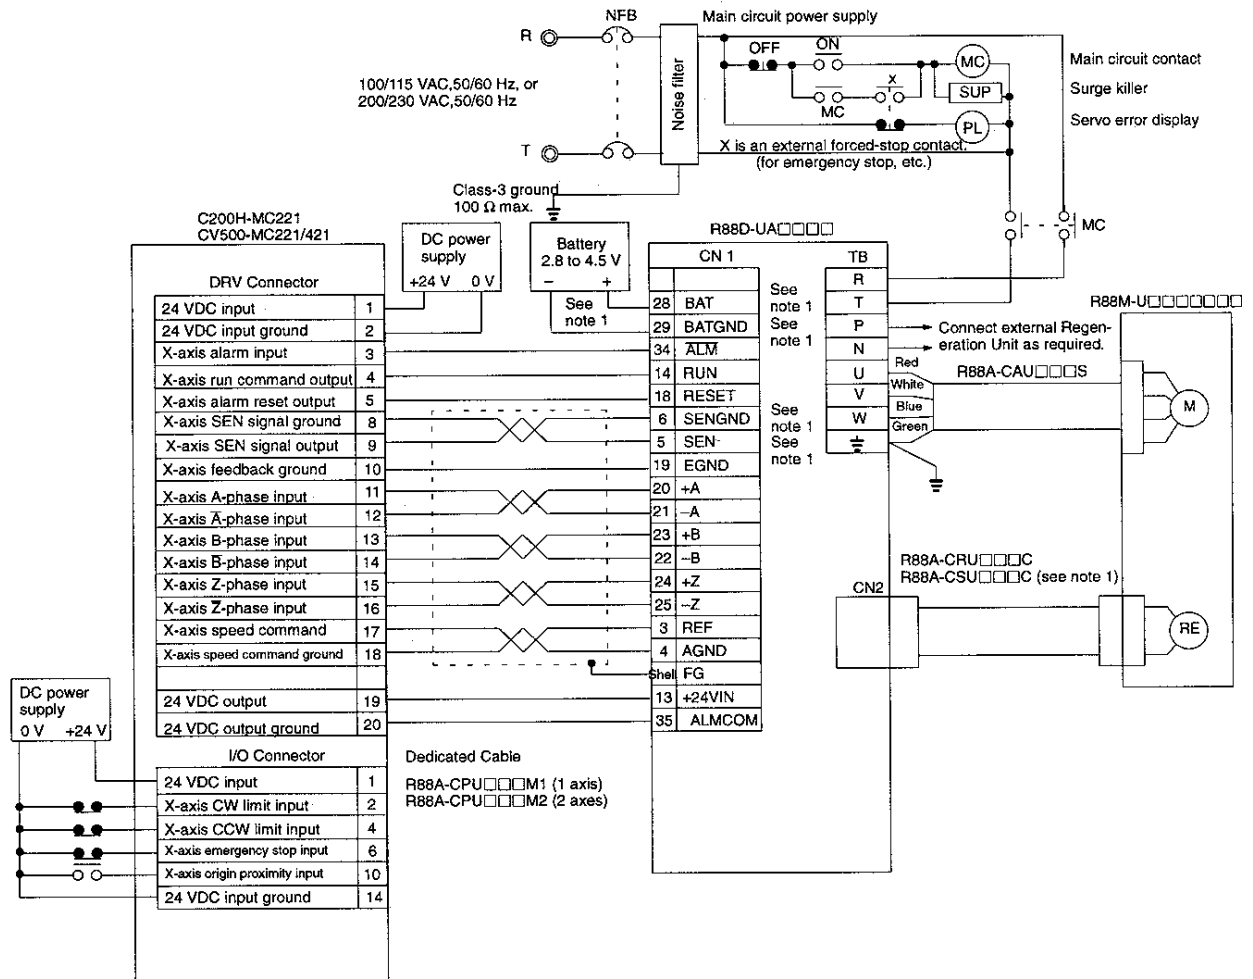 NFB
Main circuit power supply
R
OFF
ON
MC
Main circuit contact
100/115 VAC,50/60 Hz, or
200/230 VAC,50/60 Hz
Noise filter
X
SUP
Surge killer
MC
PL
Servo error display
T
X is an external forced-stop contact.
(for emergency stop, etc.)
Class-3 ground
100 Ω max.
MC
C200H-MC221
CV500-MC221/421
DC power
supply
+24 V 0 V
Battery
2.8 to 4.5 V
– +
See
note 1
R88D-UA□□□□
CN 1
TB
DRV Connector
24 VDC input 1
24 VDC input ground 2
X-axis alarm input 3
X-axis run command output 4
X-axis alarm reset output 5
X-axis SEN signal ground 8
X-axis SEN signal output 9
X-axis feedback ground 10
X-axis A-phase input 11
X-axis A̅-phase input 12
X-axis B-phase input 13
X-axis B̅-phase input 14
X-axis Z-phase input 15
X-axis Z̅-phase input 16
X-axis speed command 17
X-axis speed command ground 18
24 VDC output 19
24 VDC output ground 20
28 BAT
29 BATGND
34 A̅L̅M̅
14 RUN
18 RESET
6 SENGND
5 SEN
19 EGND
20 +A
21 –A
23 +B
22 –B
24 +Z
25 –Z
3 REF
4 AGND
Shell FG
13 +24VIN
35 ALMCOM
See
note 1
See
note 1
See
note 1
See
note 1
R
T
P
N
U
V
W
Connect external Regen-
eration Unit as required.
Red
White
Blue
Green
R88A-CAU□□□S
R88M-U□□□□□□□
M
R88A-CRU□□□C
R88A-CSU□□□C (see note 1)
CN2
RE
DC power
supply
0 V +24 V
I/O Connector
24 VDC input 1
X-axis CW limit input 2
X-axis CCW limit input 4
X-axis emergency stop input 6
X-axis origin proximity input 10
24 VDC input ground 14
Dedicated Cable
R88A-CPU□□□M1 (1 axis)
R88A-CPU□□□M2 (2 axes)